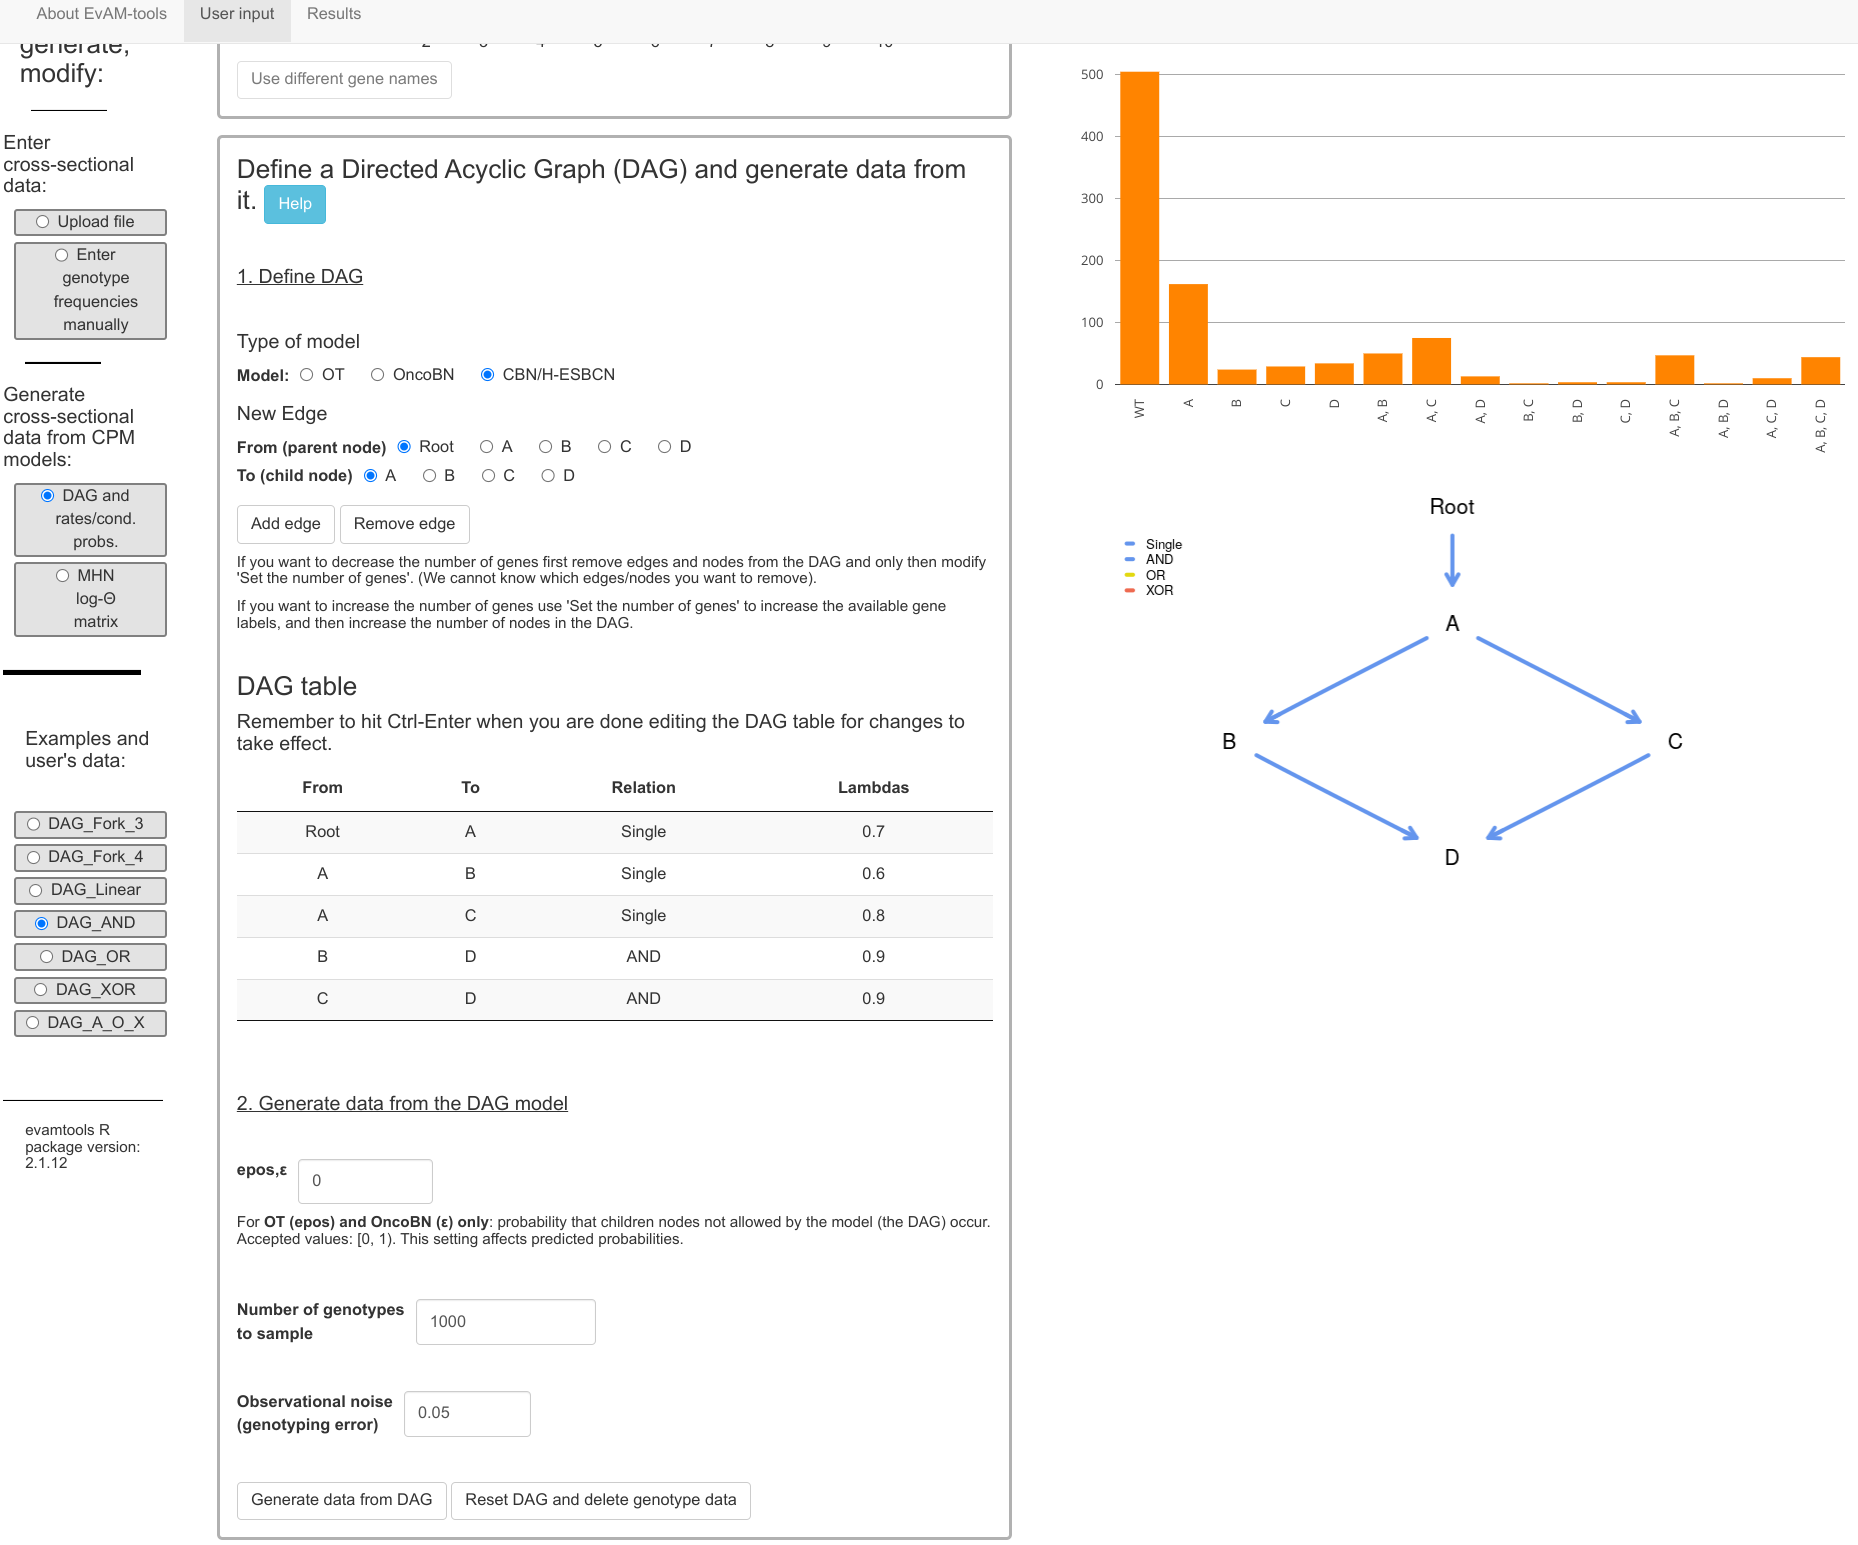 About EvAM-tools User input Results
generate,
modify:
Enter
cross-sectional
data:
Upload file
Enter
genotype
frequencies
manually
Generate
cross-sectional
data from CPM
models:
DAG and
rates/cond.
probs.
MHN
log-Θ
matrix
Examples and
user's data:
DAG_Fork_3
DAG_Fork_4
DAG_Linear
DAG_AND
DAG_OR
DAG_XOR
DAG_A_O_X
evamtools R
package version:
2.1.12
Use different gene names
Define a Directed Acyclic Graph (DAG) and generate data from
it. Help
1. Define DAG
Type of model
Model: OT OncoBN CBN/H-ESBCN
New Edge
From (parent node) Root A B C D
To (child node) A B C D
Add edge Remove edge
If you want to decrease the number of genes first remove edges and nodes from the DAG and only then modify
'Set the number of genes'. (We cannot know which edges/nodes you want to remove).
If you want to increase the number of genes use 'Set the number of genes' to increase the available gene
labels, and then increase the number of nodes in the DAG.
DAG table
Remember to hit Ctrl-Enter when you are done editing the DAG table for changes to
take effect.
From To Relation Lambdas
Root A Single 0.7
A B Single 0.6
A C Single 0.8
B D AND 0.9
C D AND 0.9
2. Generate data from the DAG model
epos,ε 0
For OT (epos) and OncoBN (ε) only: probability that children nodes not allowed by the model (the DAG) occur.
Accepted values: [0, 1). This setting affects predicted probabilities.
Number of genotypes
to sample
1000
Observational noise
(genotyping error)
0.05
Generate data from DAG Reset DAG and delete genotype data
500
400
300
200
100
0
WT
A
B
C
D
A, B
A, C
A, D
B, C
B, D
C, D
A, B, C
A, B, D
A, C, D
A, B, C, D
Single
AND
OR
XOR
Root
A
B
C
D